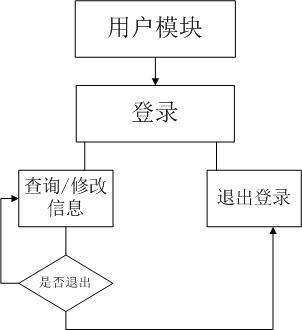 用户模块
登录
查询/修改
信息
退出登录
是否退出